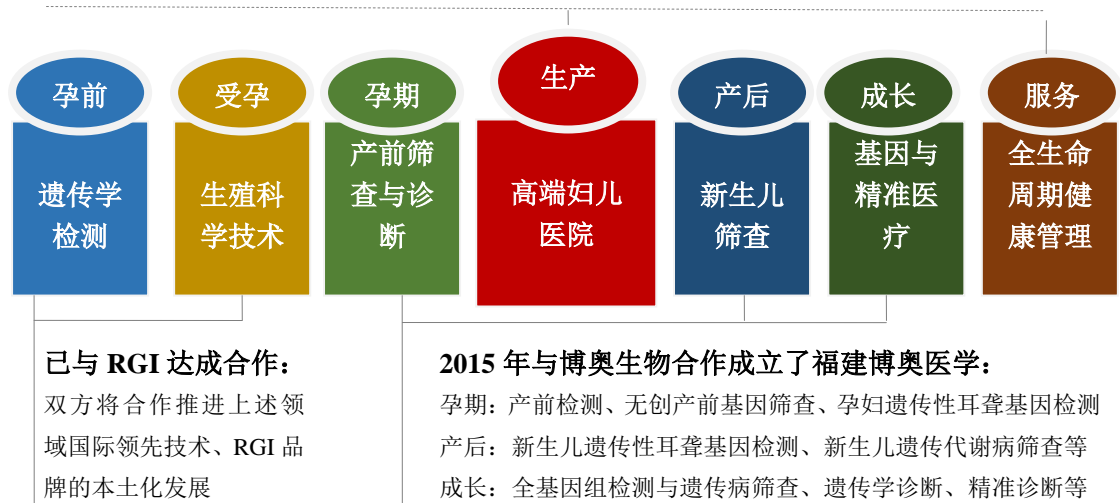 孕前
受孕
孕期
生产
产后
成长
服务
遗传学
检测
生殖科
学技术
产前筛
查与诊
断
高端妇儿
医院
新生儿
筛查
基因与
精准医
疗
全生命
周期健
康管理
已与 RGI 达成合作：
双方将合作推进上述领
域国际领先技术、RGI 品
牌的本土化发展
2015 年与博奥生物合作成立了福建博奥医学：
孕期：产前检测、无创产前基因筛查、孕妇遗传性耳聋基因检测
产后：新生儿遗传性耳聋基因检测、新生儿遗传代谢病筛查等
成长：全基因组检测与遗传病筛查、遗传学诊断、精准诊断等